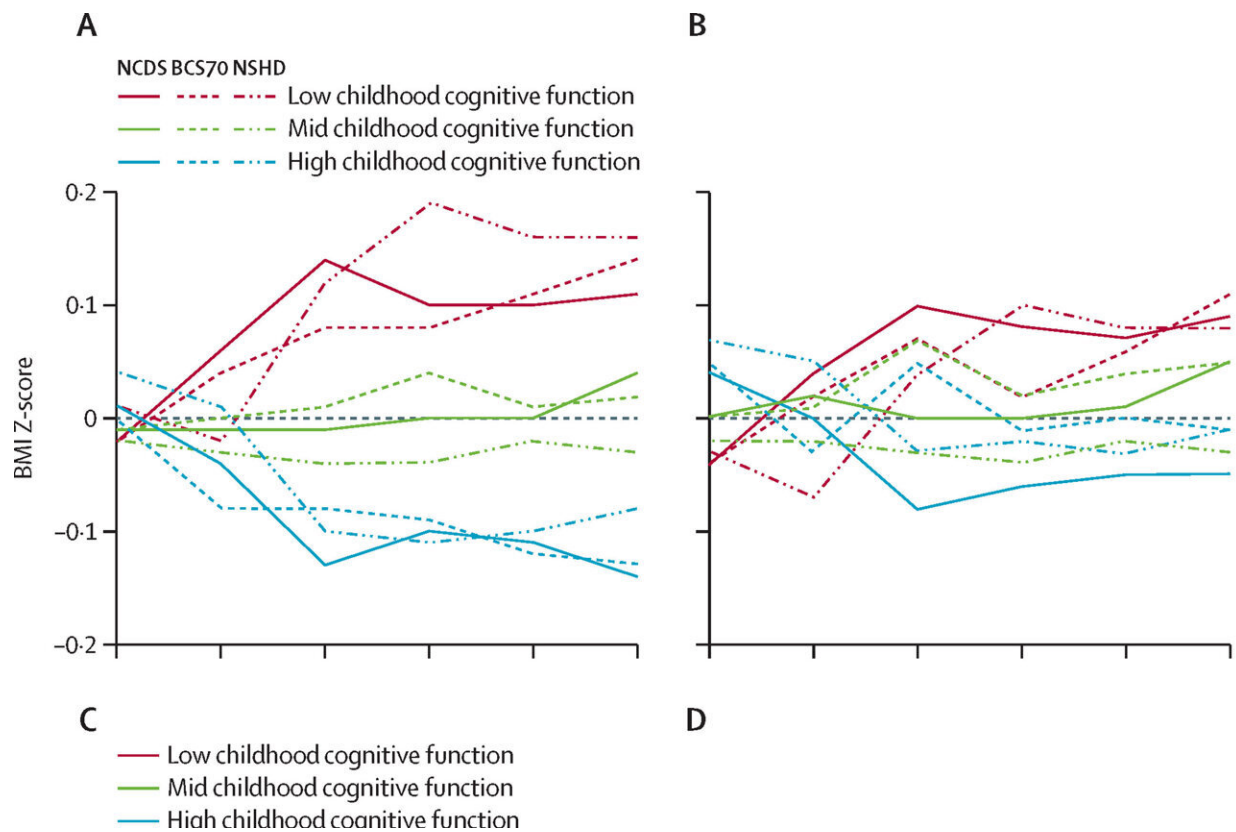 A
B
NCDS BCS70 NSHD
Low childhood cognitive function
Mid childhood cognitive function
High childhood cognitive function
0·2
0·1
0
–0·1
–0·2
BMI Z-score
C
D
Low childhood cognitive function
Mid childhood cognitive function
High childhood cognitive function